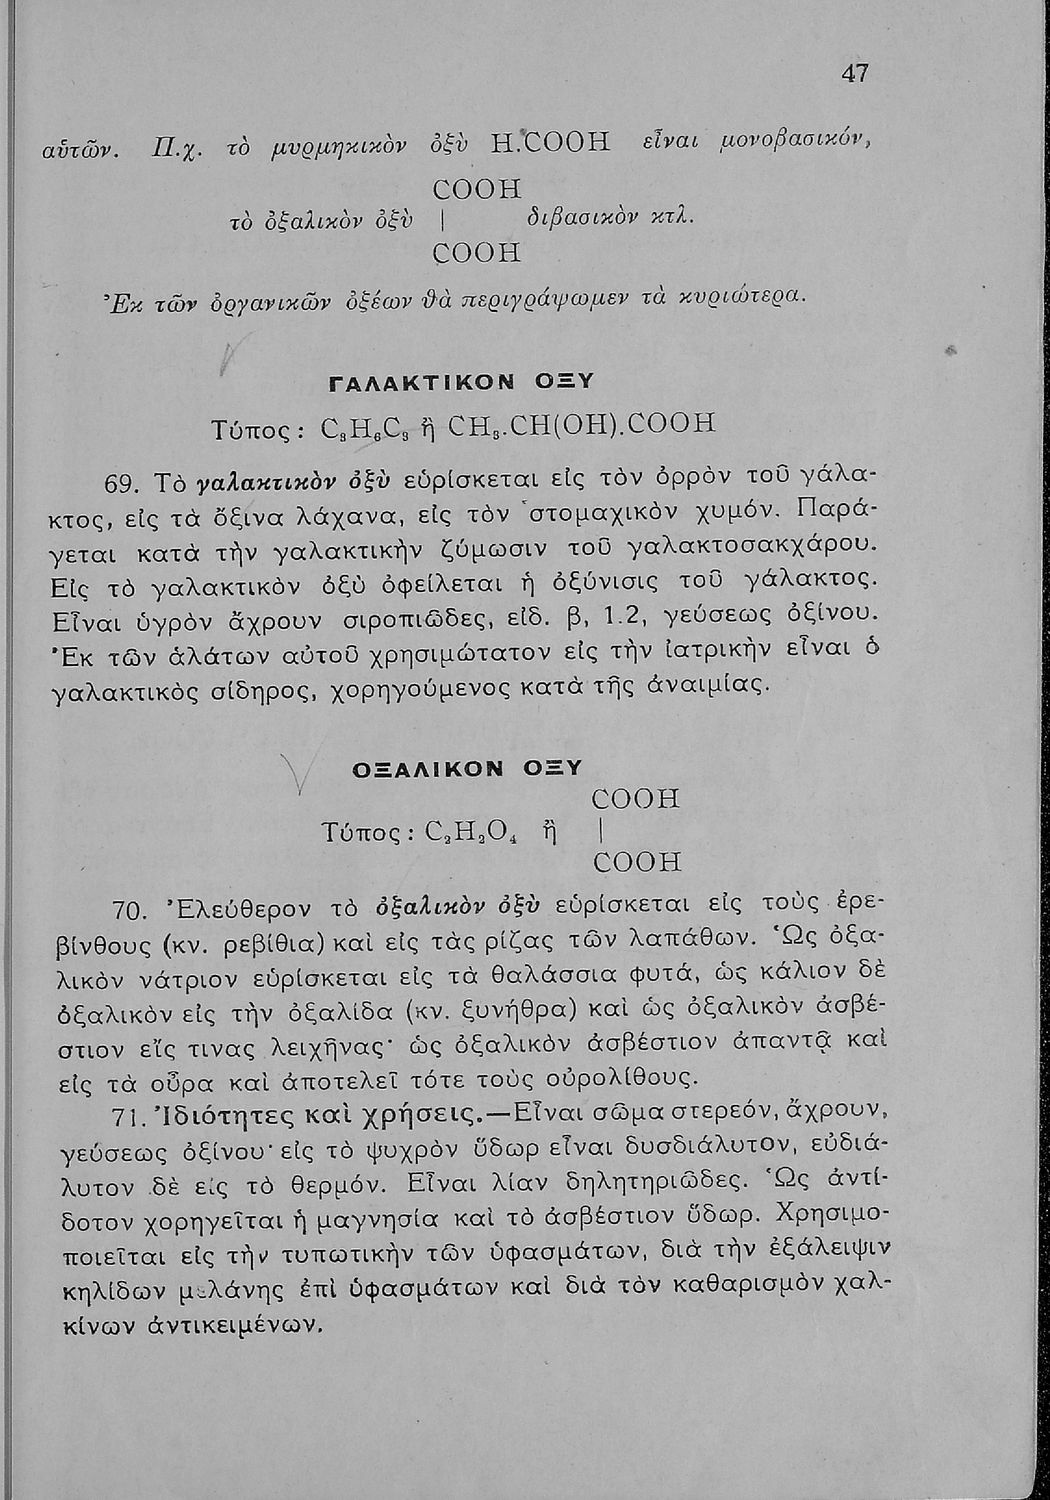 47
αὑτῶν. Π.χ. τὸ μυρμηκικὸν ὀξὺ H.COOH εἶναι μονοβασικόν,
COOH
τὸ ὀξαλικὸν ὀξὺ | διβασικὸν κτλ.
COOH
Ἐκ τῶν ὀργανικῶν ὀξέων θὰ περιγράψωμεν τὰ κυριώτερα.
ΓΑΛΑΚΤΙΚΟΝ ΟΞΥ
Τύπος : C₃H₆C₃ ἢ CH₃.CH(OH).COOH
69. Τὸ γαλακτικὸν ὀξὺ εὑρίσκεται εἰς τὸν ὀρρὸν τοῦ γάλα-
κτος, εἰς τὰ ὄξινα λάχανα, εἰς τὸν στομαχικὸν χυμόν. Παρά-
γεται κατὰ τὴν γαλακτικὴν ζύμωσιν τοῦ γαλακτοσακχάρου.
Εἰς τὸ γαλακτικὸν ὀξὺ ὀφείλεται ἡ ὀξύνισις τοῦ γάλακτος.
Εἶναι ὑγρὸν ἄχρουν σιροπιῶδες, εἰδ. β, 1.2, γεύσεως ὀξίνου.
Ἐκ τῶν ἁλάτων αὐτοῦ χρησιμώτατον εἰς τὴν ἰατρικὴν εἶναι ὁ
γαλακτικὸς σίδηρος, χορηγούμενος κατὰ τῆς ἀναιμίας.
ΟΞΑΛΙΚΟΝ ΟΞΥ
COOH
Τύπος : C₂H₂O₄ ἢ |
COOH
70. Ἐλεύθερον τὸ ὀξαλικὸν ὀξὺ εὑρίσκεται εἰς τοὺς ἐρε-
βίνθους (κν. ρεβίθια) καὶ εἰς τὰς ρίζας τῶν λαπάθων. Ὡς ὀξα-
λικὸν νάτριον εὑρίσκεται εἰς τὰ θαλάσσια φυτά, ὡς κάλιον δὲ
ὀξαλικὸν εἰς τὴν ὀξαλίδα (κν. ξυνήθρα) καὶ ὡς ὀξαλικὸν ἀσβέ-
στιον εἴς τινας λειχῆνας· ὡς ὀξαλικὸν ἀσβέστιον ἀπαντᾷ καὶ
εἰς τὰ οὖρα καὶ ἀποτελεῖ τότε τοὺς οὐρολίθους.
71. Ἰδιότητες καὶ χρήσεις.—Εἶναι σῶμα στερεόν, ἄχρουν,
γεύσεως ὀξίνου· εἰς τὸ ψυχρὸν ὕδωρ εἶναι δυσδιάλυτον, εὐδιά-
λυτον δὲ εἰς τὸ θερμόν. Εἶναι λίαν δηλητηριῶδες. Ὡς ἀντί-
δοτον χορηγεῖται ἡ μαγνησία καὶ τὸ ἀσβέστιον ὕδωρ. Χρησιμο-
ποιεῖται εἰς τὴν τυπωτικὴν τῶν ὑφασμάτων, διὰ τὴν ἐξάλειψιν
κηλίδων μελάνης ἐπὶ ὑφασμάτων καὶ διὰ τὸν καθαρισμὸν χαλ-
κίνων ἀντικειμένων.